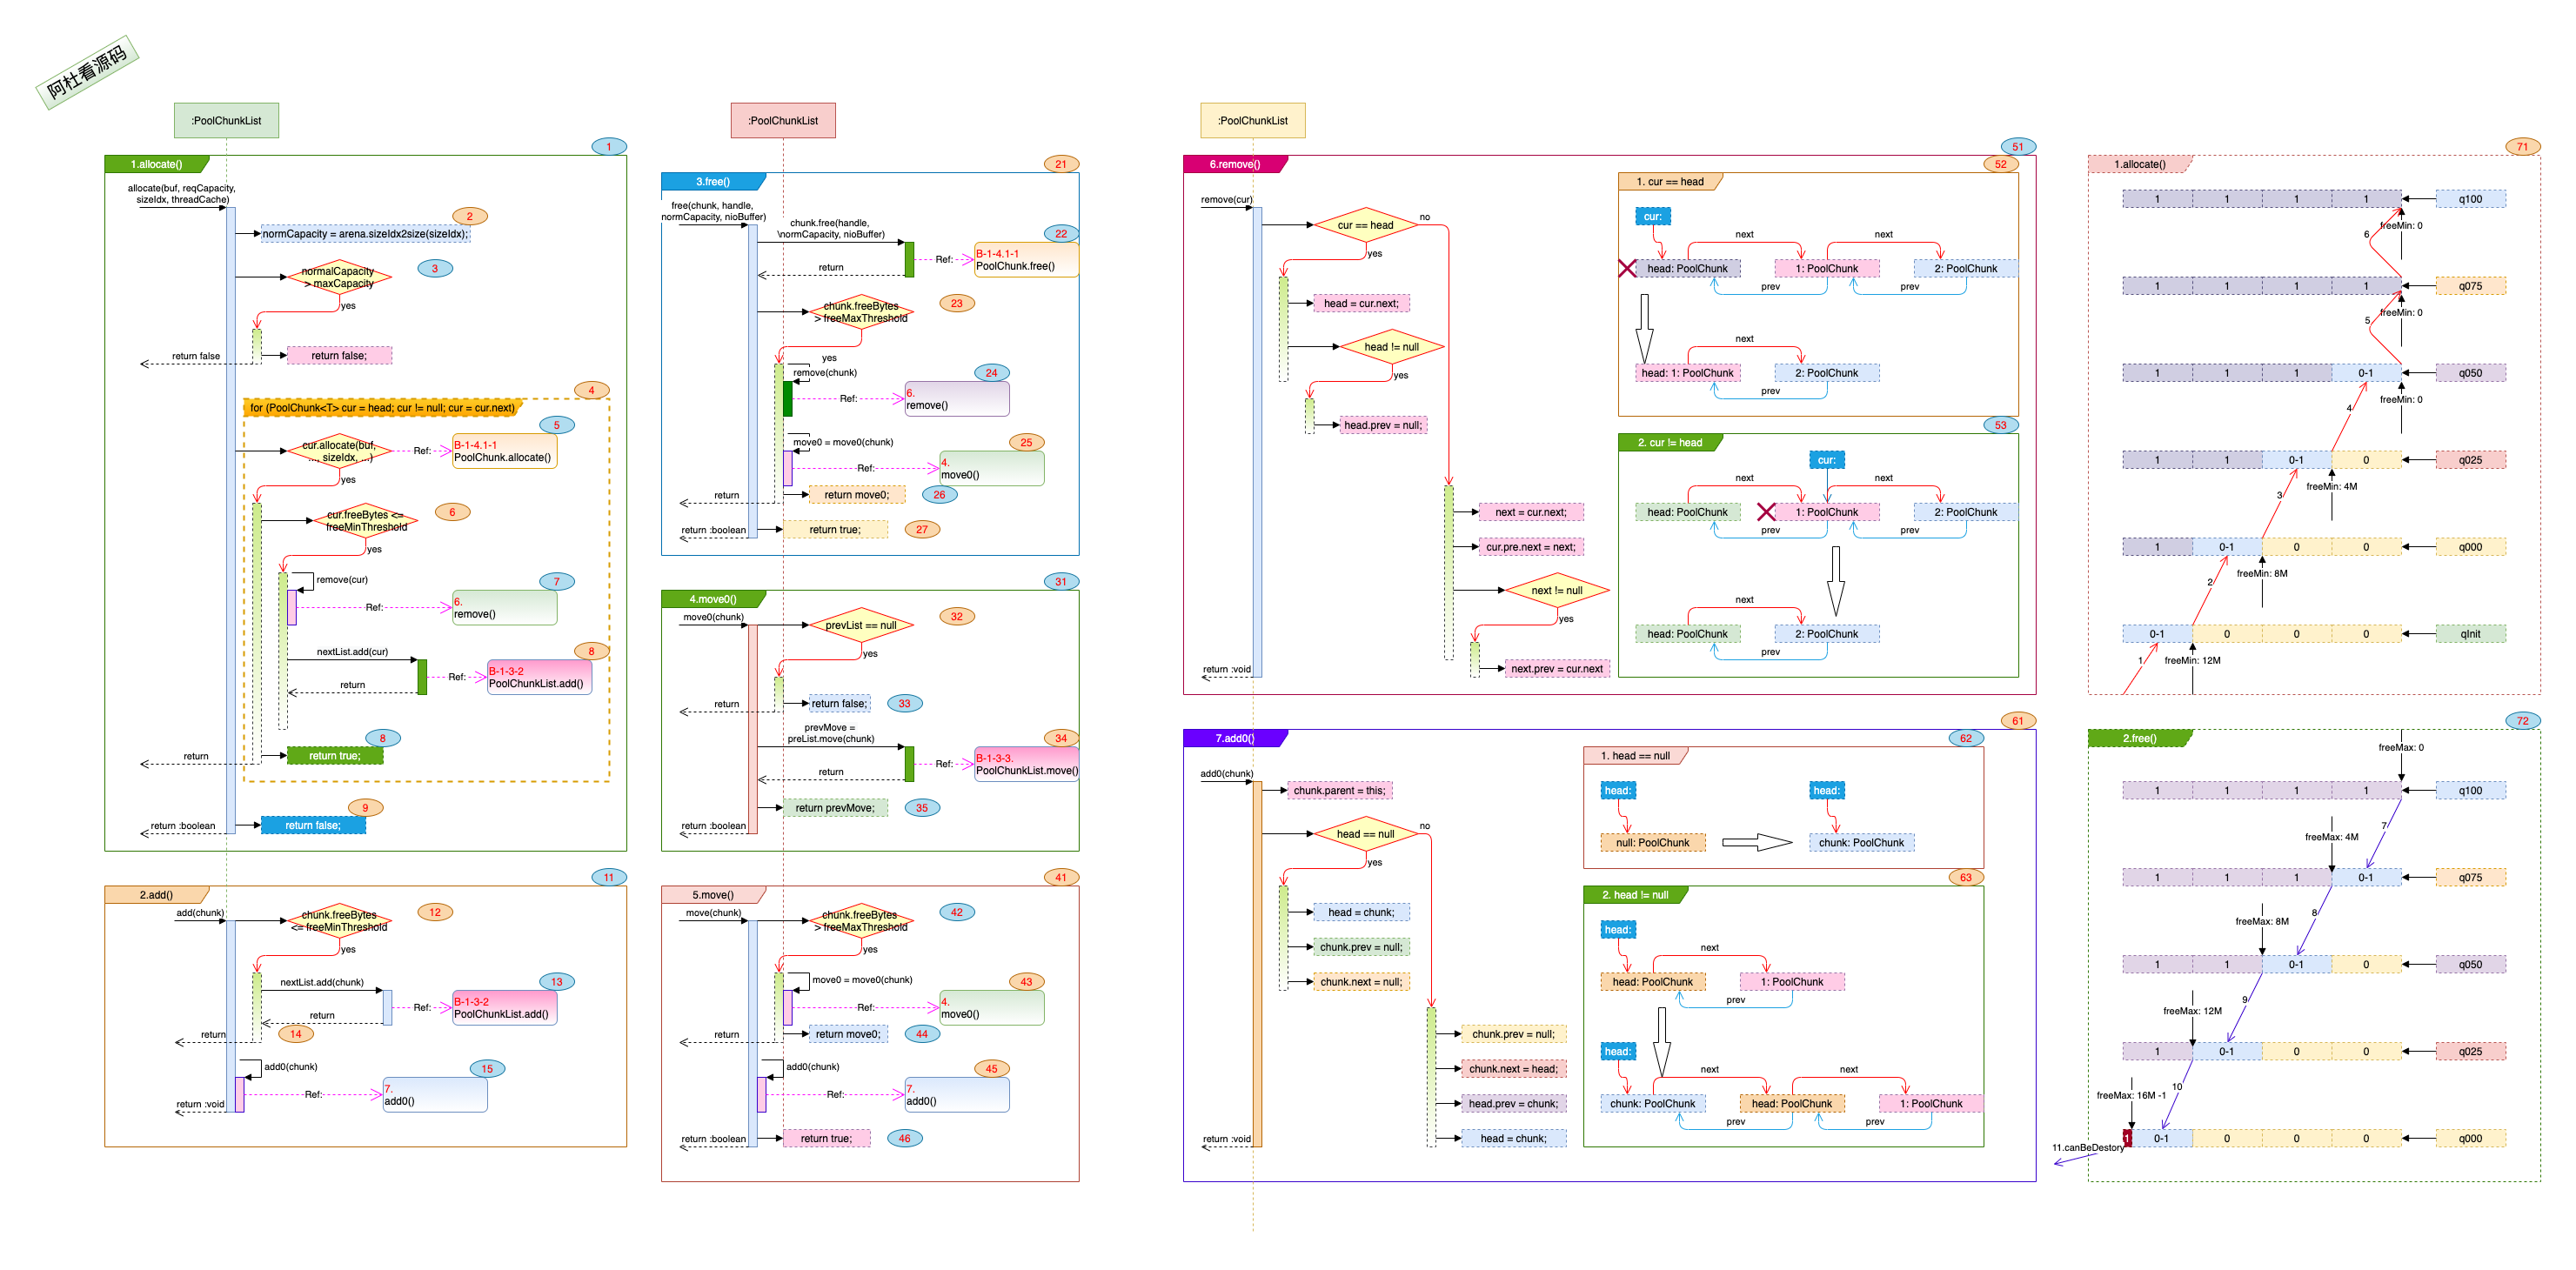 阿杜看源码
:PoolChunkList
1
1.allocate()
allocate(buf, reqCapacity,
sizeIdx, threadCache)
2
normCapacity = arena.sizeIdx2size(sizeIdx);
3
normalCapacity
> maxCapacity
yes
return false
return false;
4
for (PoolChunk<T> cur = head; cur != null; cur = cur.next)
5
cur.allocate(buf,
..., sizeIdx, ...)
Ref:
B-1-4.1-1
PoolChunk.allocate()
yes
6
cur.freeBytes <=
freeMinThreshold
yes
7
remove(cur)
Ref:
6.
remove()
8
nextList.add(cur)
Ref:
B-1-3-2
PoolChunkList.add()
return
8
return
return true;
9
return false;
return :boolean
11
2.add()
add(chunk)
chunk.freeBytes
<= freeMinThreshold
12
yes
13
nextList.add(chunk)
Ref:
B-1-3-2
PoolChunkList.add()
return
14
return
add0(chunk)
15
Ref:
7.
add0()
return :void
:PoolChunkList
21
3.free()
free(chunk, handle,
normCapacity, nioBuffer)
chunk.free(handle,
\normCapacity, nioBuffer)
22
Ref:
B-1-4.1-1
PoolChunk.free()
return
23
chunk.freeBytes
> freeMaxThreshold
yes
remove(chunk)
24
Ref:
6.
remove()
move0 = move0(chunk)
25
Ref:
4.
move0()
return
return move0;
26
return :boolean
return true;
27
31
4.move0()
move0(chunk)
prevList == null
32
yes
return
return false;
33
prevMove =
preList.move(chunk)
34
Ref:
B-1-3-3.
PoolChunkList.move()
return
return prevMove;
35
return :boolean
41
5.move()
move(chunk)
chunk.freeBytes
> freeMaxThreshold
42
yes
move0 = move0(chunk)
43
Ref:
4.
move0()
return
return move0;
44
add0(chunk)
45
Ref:
7.
add0()
return :boolean
return true;
46
:PoolChunkList
51
6.remove()
remove(cur)
cur == head
no
yes
head = cur.next;
head != null
yes
head.prev = null;
next = cur.next;
cur.pre.next = next;
next != null
yes
next.prev = cur.next
return :void
52
1. cur == head
cur:
next
next
head: PoolChunk
1: PoolChunk
2: PoolChunk
prev
prev
next
head: 1: PoolChunk
2: PoolChunk
prev
53
2. cur != head
cur:
next
next
head: PoolChunk
1: PoolChunk
2: PoolChunk
prev
prev
next
head: PoolChunk
2: PoolChunk
prev
61
7.add0()
add0(chunk)
chunk.parent = this;
head == null
no
yes
head = chunk;
chunk.prev = null;
chunk.next = null;
chunk.prev = null;
chunk.next = head;
head.prev = chunk;
head = chunk;
return :void
62
1. head == null
head:
head:
null: PoolChunk
chunk: PoolChunk
63
2. head != null
head:
next
head: PoolChunk
1: PoolChunk
prev
head:
next
next
chunk: PoolChunk
head: PoolChunk
1: PoolChunk
prev
prev
71
1.allocate()
1 1 1 1 q100
freeMin: 0
6
1 1 1 1 q075
freeMin: 0
5
1 1 1 0-1 q050
freeMin: 0
4
1 1 0-1 0 q025
freeMin: 4M
3
1 0-1 0 0 q000
freeMin: 8M
2
0-1 0 0 0 qInit
freeMin: 12M
1
72
2.free()
freeMax: 0
1 1 1 1 q100
7
freeMax: 4M
1 1 1 0-1 q075
8
freeMax: 8M
1 1 0-1 0 q050
9
freeMax: 12M
1 0-1 0 0 q025
10
freeMax: 16M -1
1 0-1 0 0 0 q000
11.canBeDestory